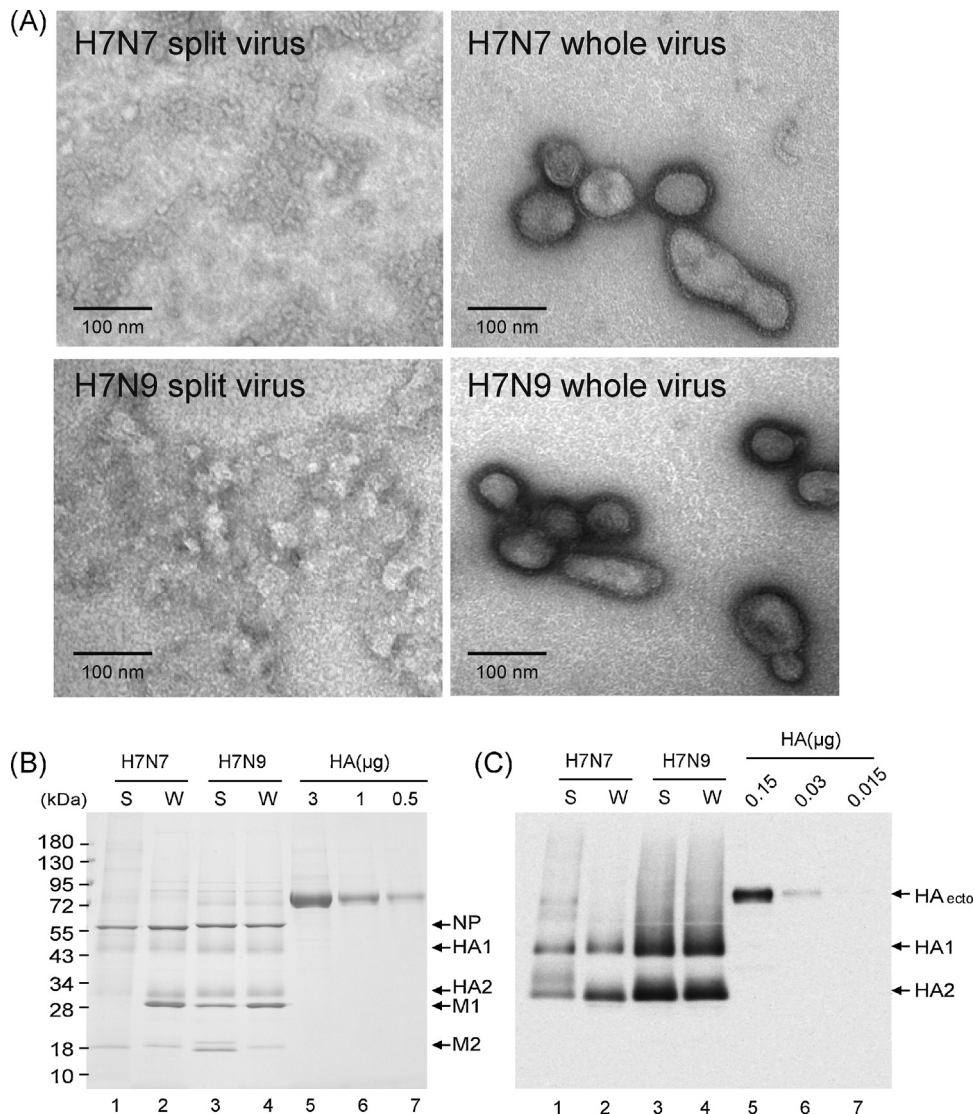 (A)
H7N7 split virus
H7N7 whole virus
100 nm
100 nm
H7N9 split virus
H7N9 whole virus
100 nm
100 nm
(B)
H7N7 H7N9 HA(µg)
(kDa) S W S W 3 1 0.5
180
130
95
72
55
43
34
28
18
10
NP
HA1
HA2
M1
M2
1 2 3 4 5 6 7
(C)
H7N7 H7N9 HA(µg)
S W S W 0.15 0.03 0.015
HAecto
HA1
HA2
1 2 3 4 5 6 7